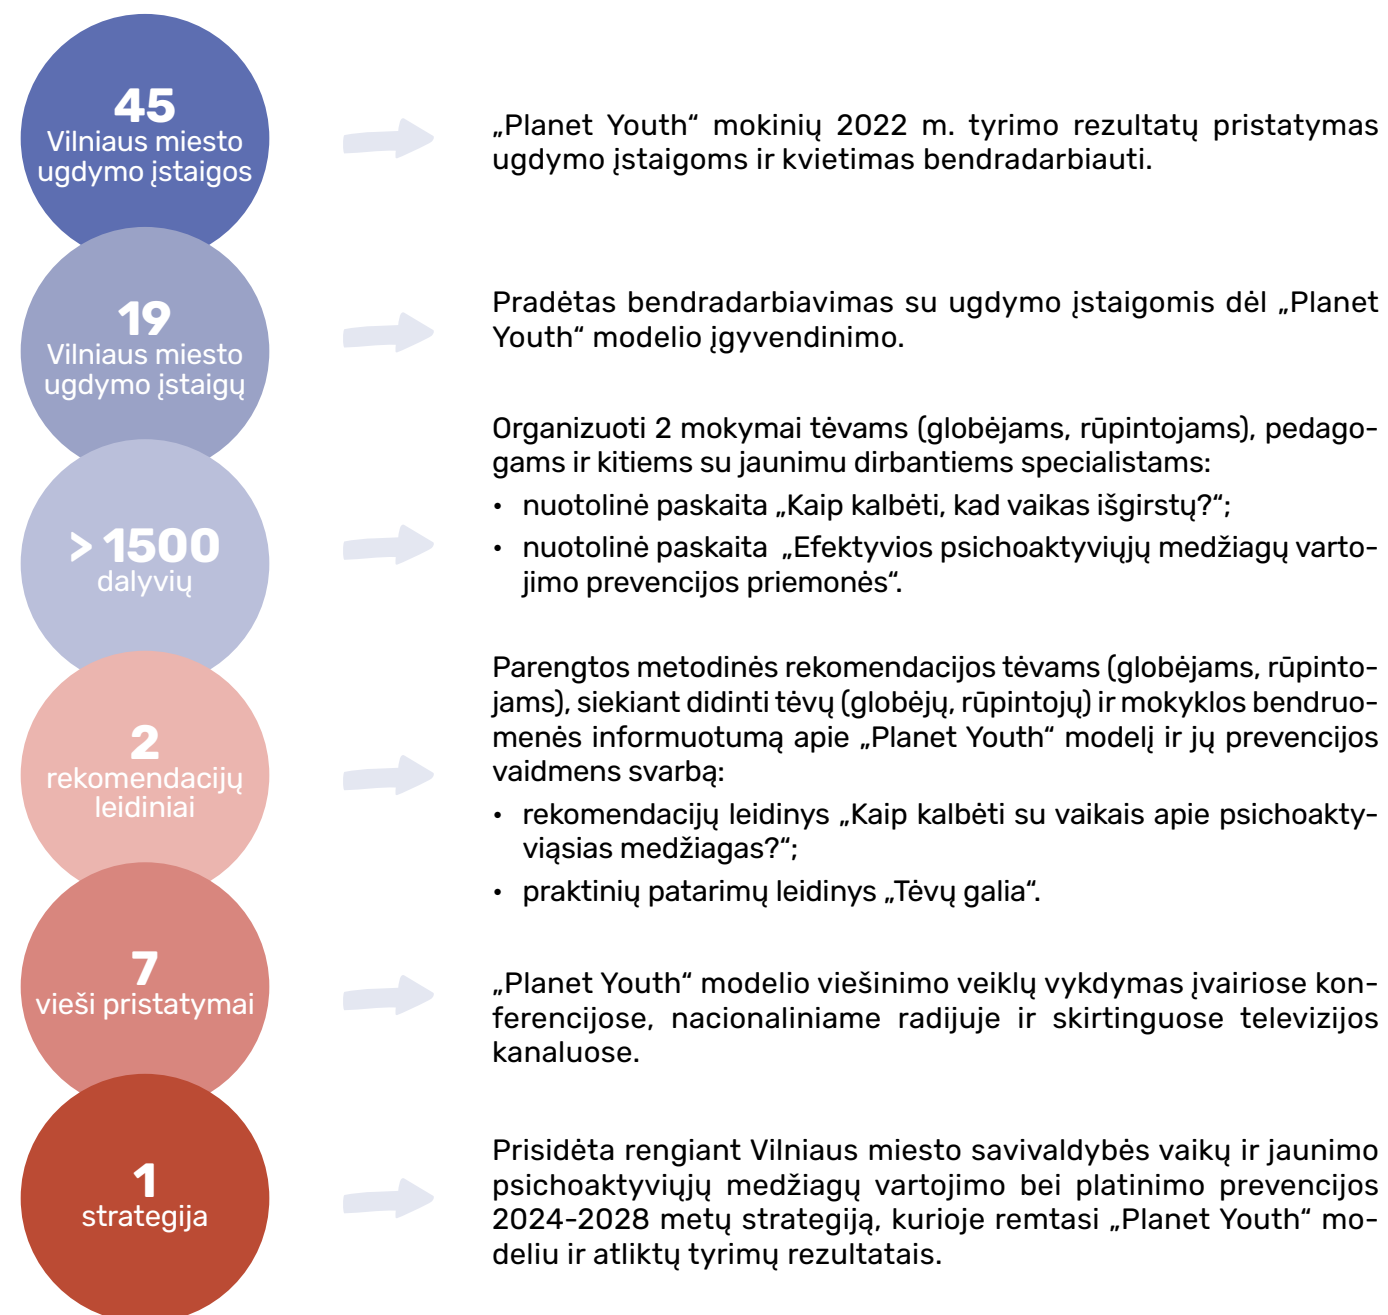 45
Vilniaus miesto
ugdymo įstaigos
„Planet Youth“ mokinių 2022 m. tyrimo rezultatų pristatymas
ugdymo įstaigoms ir kvietimas bendradarbiauti.
19
Vilniaus miesto
ugdymo įstaigų
Pradėtas bendradarbiavimas su ugdymo įstaigomis dėl „Planet
Youth“ modelio įgyvendinimo.
> 1500
dalyvių
Organizuoti 2 mokymai tėvams (globėjams, rūpintojams), pedago-
gams ir kitiems su jaunimu dirbantiems specialistams:
• nuotolinė paskaita „Kaip kalbėti, kad vaikas išgirstų?“;
• nuotolinė paskaita „Efektyvios psichoaktyviųjų medžiagų varto-
jimo prevencijos priemonės“.
2
rekomendacijų
leidiniai
Parengtos metodinės rekomendacijos tėvams (globėjams, rūpinto-
jams), siekiant didinti tėvų (globėjų, rūpintojų) ir mokyklos bendruo-
menės informuotumą apie „Planet Youth“ modelį ir jų prevencijos
vaidmens svarbą:
• rekomendacijų leidinys „Kaip kalbėti su vaikais apie psichoakty-
viąsias medžiagas?“;
• praktinių patarimų leidinys „Tėvų galia“.
7
vieši pristatymai
„Planet Youth“ modelio viešinimo veiklų vykdymas įvairiose kon-
ferencijose, nacionaliniame radijuje ir skirtinguose televizijos
kanaluose.
1
strategija
Prisidėta rengiant Vilniaus miesto savivaldybės vaikų ir jaunimo
psichoaktyviųjų medžiagų vartojimo bei platinimo prevencijos
2024-2028 metų strategiją, kurioje remtasi „Planet Youth“ mo-
deliu ir atliktų tyrimų rezultatais.